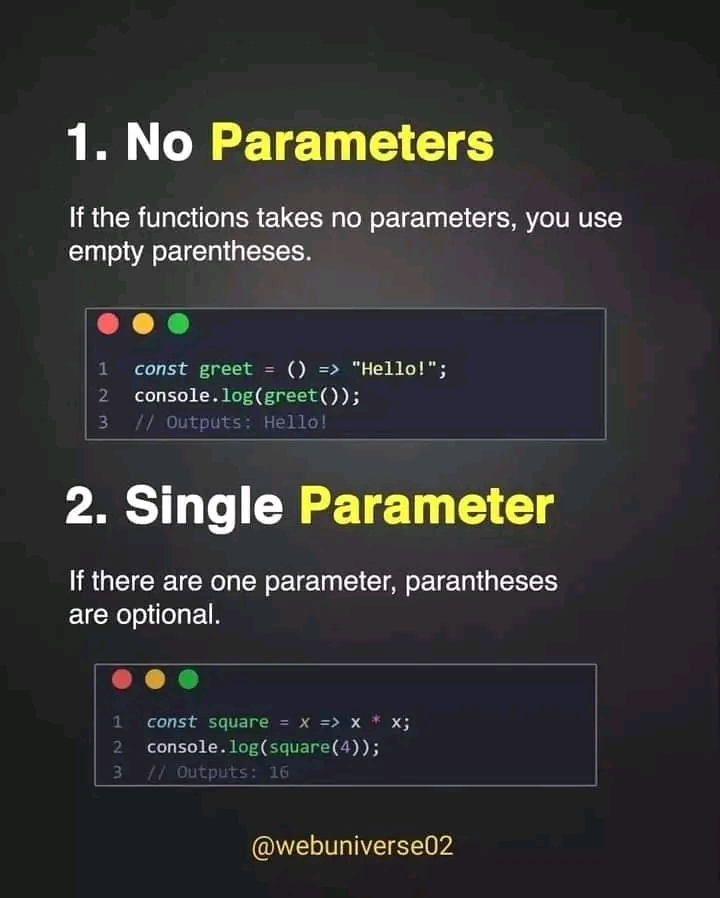 1. No Parameters
If the functions takes no parameters, you use
empty parentheses.
1 const greet = () => "Hello!";
2 console.log(greet());
3 // Outputs: Hello!
2. Single Parameter
If there are one parameter, parantheses
are optional.
1 const square = x => x * x;
2 console.log(square(4));
3 // Outputs: 16
@webuniverse02